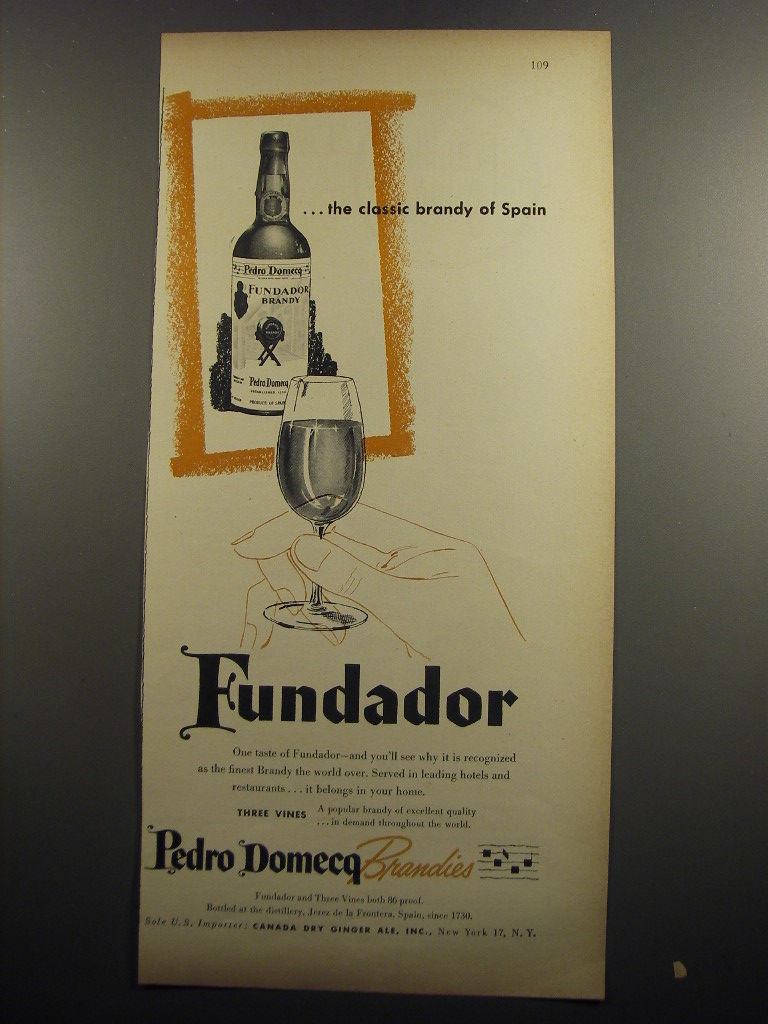 109
...the classic brandy of Spain
Pedro Domecq
FUNDADOR
BRANDY
Pedro Domecq
PRODUCT OF SPAIN
Fundador
One taste of Fundador—and you'll see why it is recognized
as the finest Brandy the world over. Served in leading hotels and
restaurants...it belongs in your home.
THREE VINES A popular brandy of excellent quality
...in demand throughout the world.
Pedro Domecq Brandies
Fundador and Three Vines both 86 proof.
Bottled at the distillery, Jerez de la Frontera, Spain, since 1730.
Sole U.S. Importer: CANADA DRY GINGER ALE, INC., New York 17, N. Y.